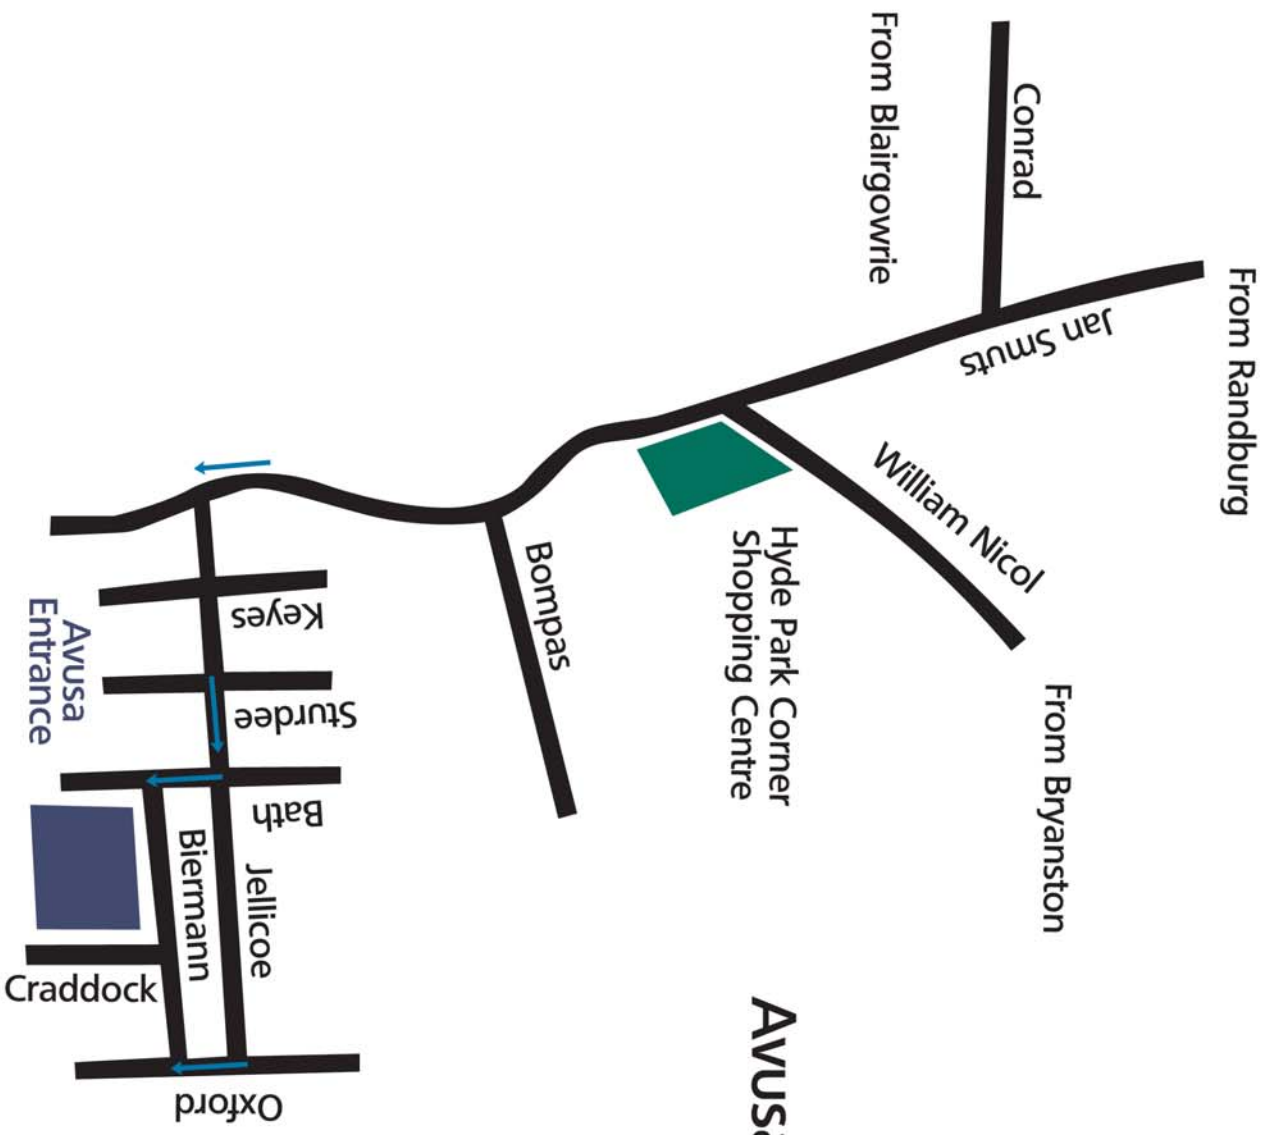 From Randburg
Conrad
From Blairgowrie
Jan Smuts
William Nicol
From Bryanston
Hyde Park Corner
Shopping Centre
Bompas
Keyes
Sturdee
Bath
Jellicoe
Biermann
Avusa
Entrance
Craddock
Oxford